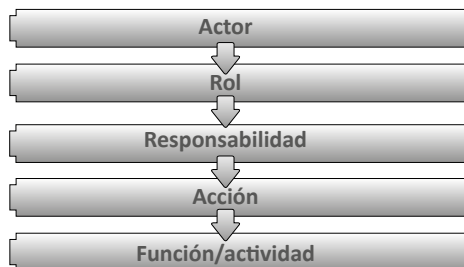 Actor
Rol
Responsabilidad
Acción
Función/actividad